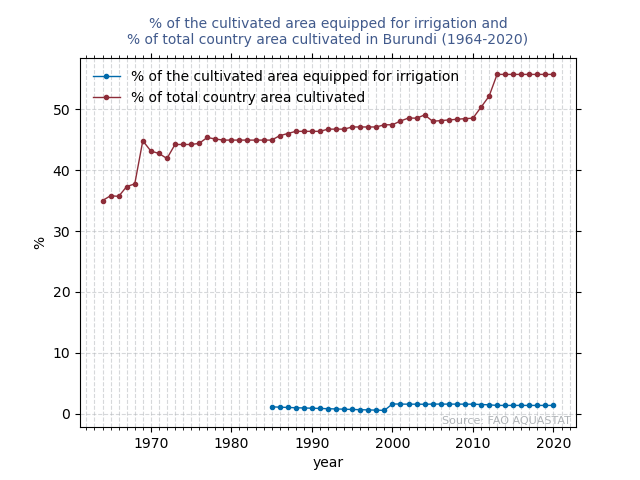 % of the cultivated area equipped for irrigation and
% of total country area cultivated in Burundi (1964-2020)
% of the cultivated area equipped for irrigation
% of total country area cultivated
%
50
40
30
20
10
0
Source: FAO AQUASTAT
1970 1980 1990 2000 2010 2020
year